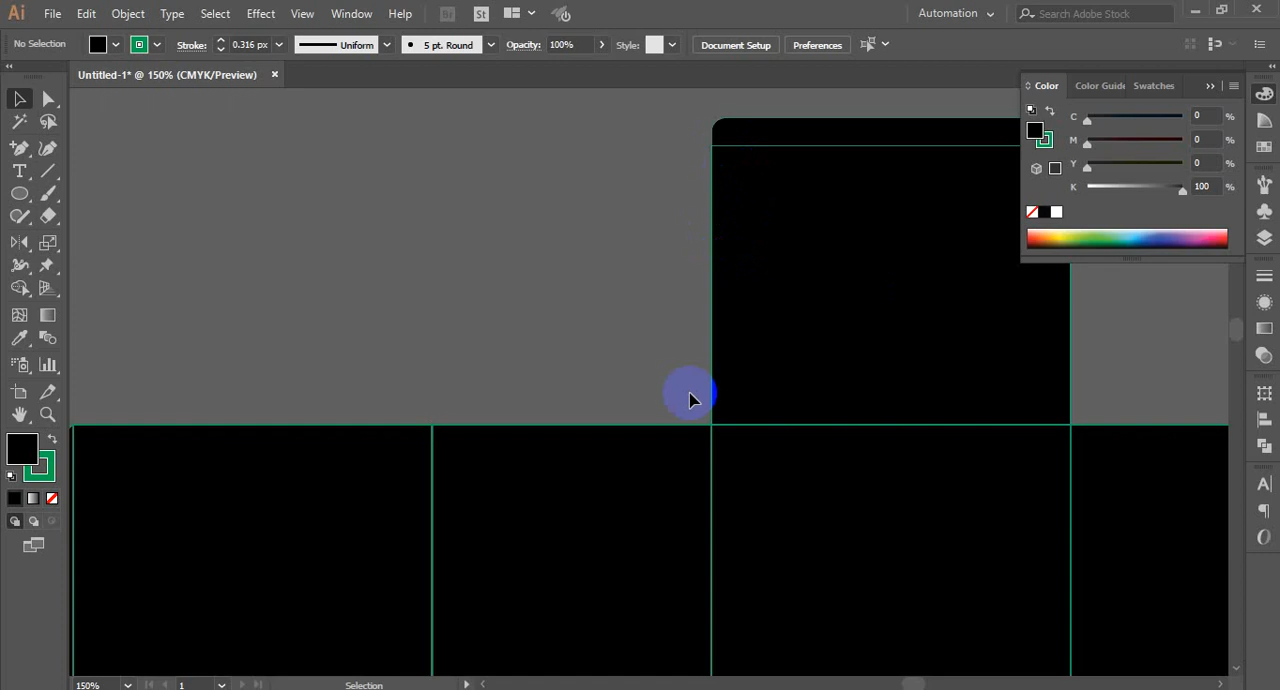 Ai File Edit Object Type Select Effect View Window Help Br St Automation Search Adobe Stock
No Selection Stroke: 0.316 px Uniform 5 pt. Round Opacity: 100% Style: Document Setup Preferences
Untitled-1* @ 150% (CMYK/Preview)
Color Color Guide Swatches
C 0 %
M 0 %
Y 0 %
K 100 %
150% 1 Selection